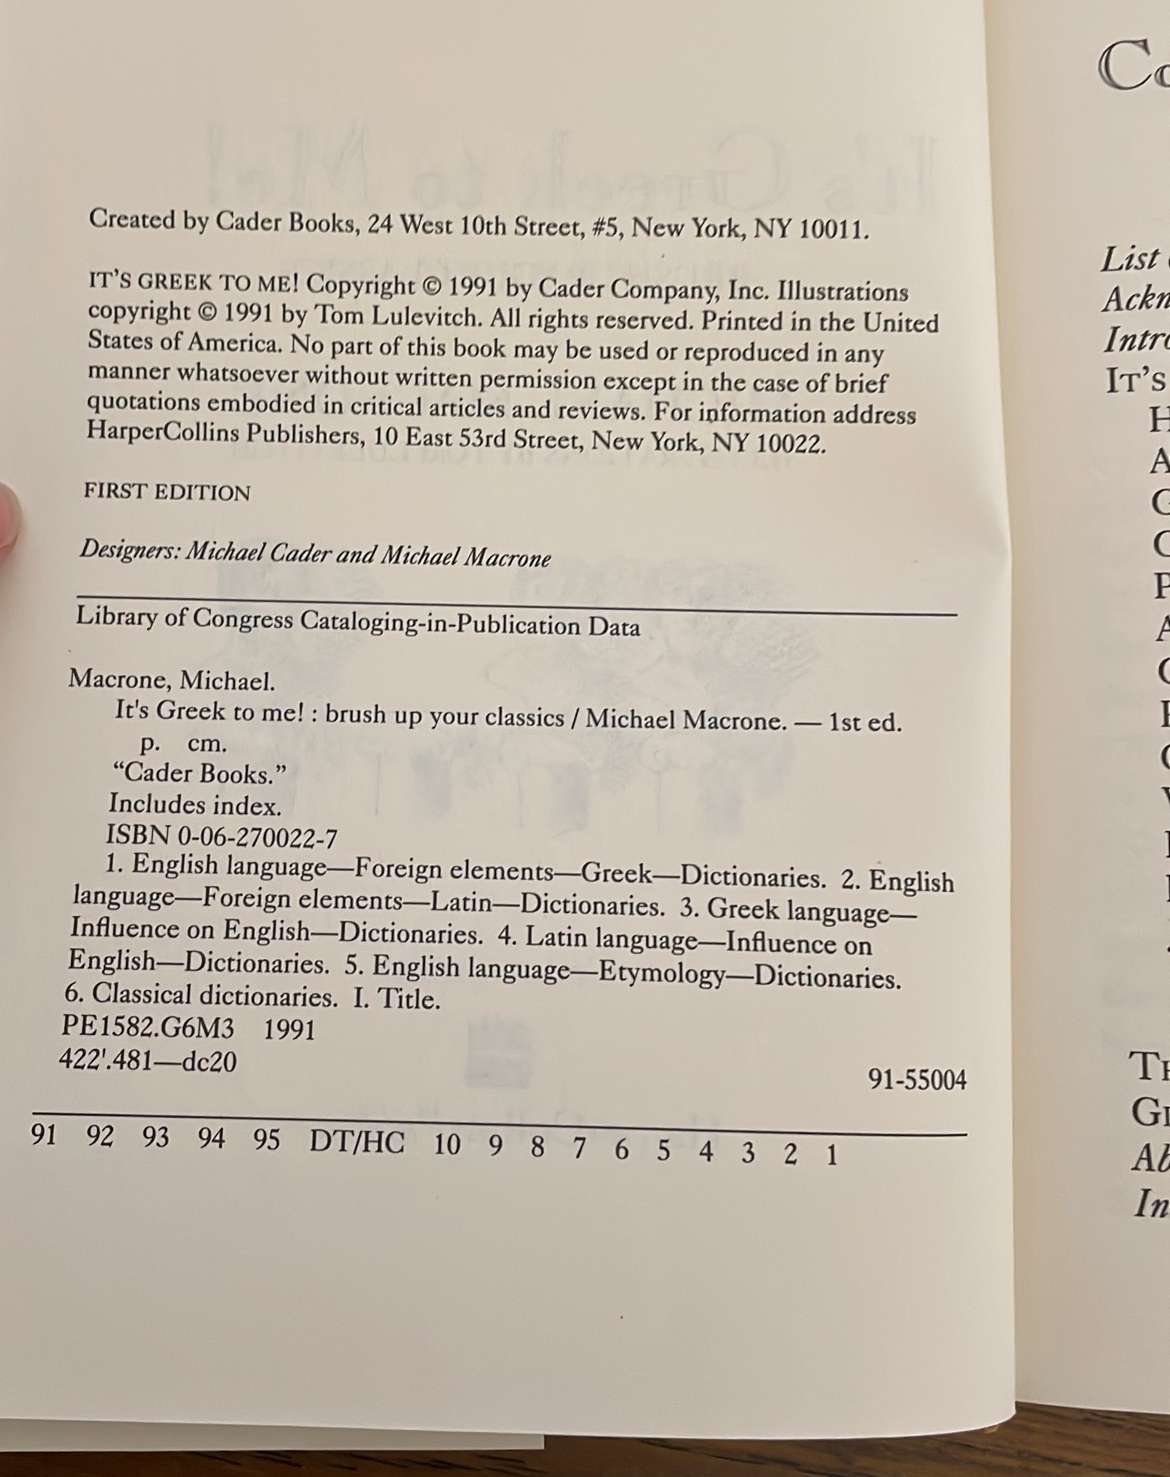 Created by Cader Books, 24 West 10th Street, #5, New York, NY 10011.
IT'S GREEK TO ME! Copyright © 1991 by Cader Company, Inc. Illustrations
copyright © 1991 by Tom Lulevitch. All rights reserved. Printed in the United
States of America. No part of this book may be used or reproduced in any
manner whatsoever without written permission except in the case of brief
quotations embodied in critical articles and reviews. For information address
HarperCollins Publishers, 10 East 53rd Street, New York, NY 10022.
FIRST EDITION
Designers: Michael Cader and Michael Macrone
Library of Congress Cataloging-in-Publication Data
Macrone, Michael.
It's Greek to me! : brush up your classics / Michael Macrone. — 1st ed.
p. cm.
“Cader Books.”
Includes index.
ISBN 0-06-270022-7
1. English language—Foreign elements—Greek—Dictionaries. 2. English
language—Foreign elements—Latin—Dictionaries. 3. Greek language—
Influence on English—Dictionaries. 4. Latin language—Influence on
English—Dictionaries. 5. English language—Etymology—Dictionaries.
6. Classical dictionaries. I. Title.
PE1582.G6M3 1991
422'.481—dc20
91-55004
91 92 93 94 95 DT/HC 10 9 8 7 6 5 4 3 2 1
List
IT'S